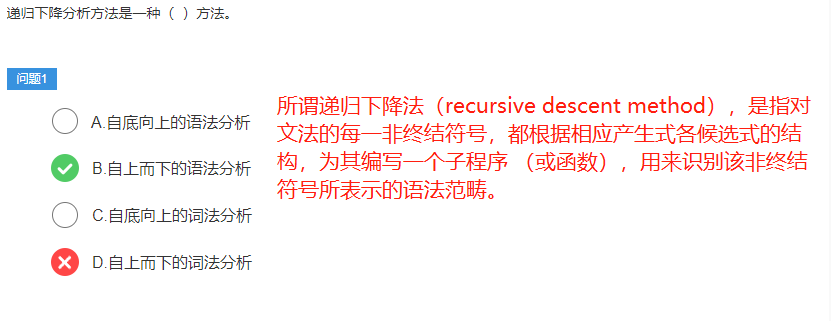 递归下降分析方法是一种（ ）方法。
问题1
A.自底向上的语法分析
B.自上而下的语法分析
C.自底向上的词法分析
D.自上而下的词法分析
所谓递归下降法（recursive descent method），是指对
文法的每一非终结符号，都根据相应产生式各候选式的结
构，为其编写一个子程序 （或函数），用来识别该非终结
符号所表示的语法范畴。